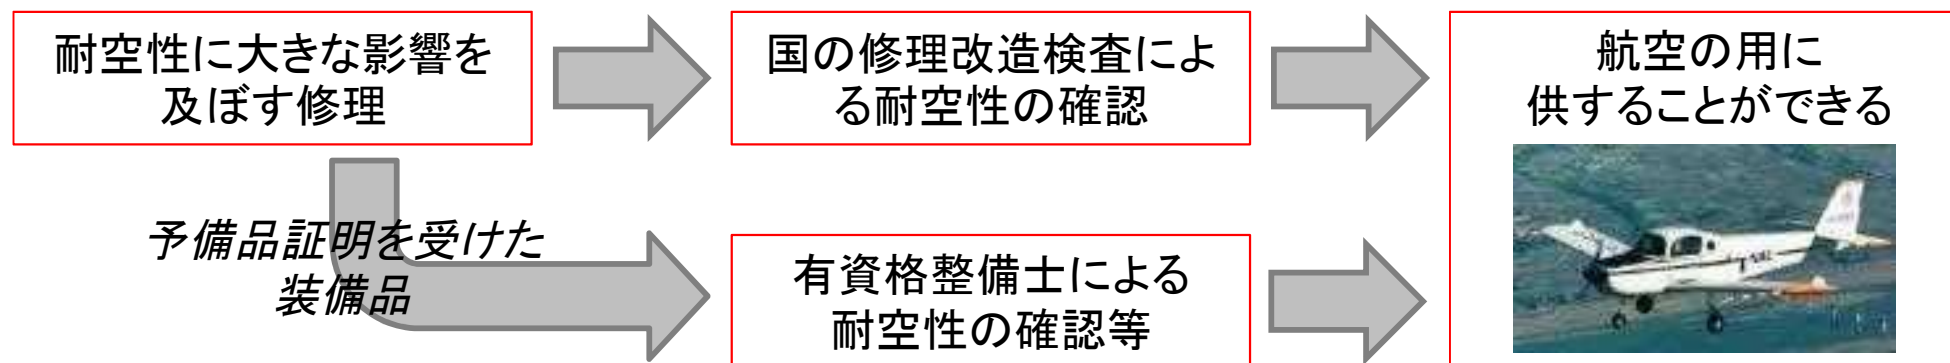 耐空性に大きな影響を
及ぼす修理
国の修理改造検査によ
る耐空性の確認
航空の用に
供することができる
予備品証明を受けた
装備品
有資格整備士による
耐空性の確認等